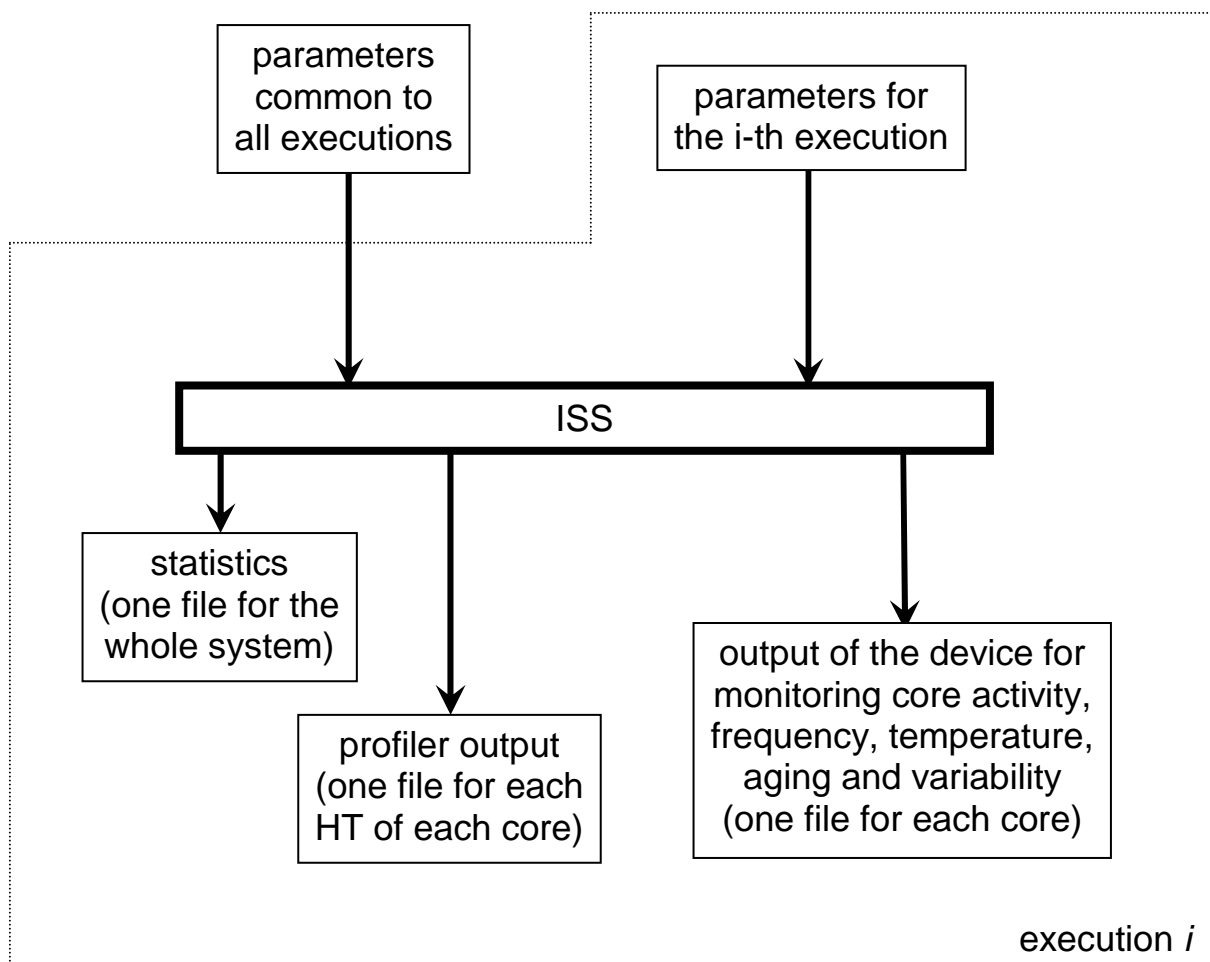 parameters
common to
all executions
parameters for
the i-th execution
ISS
statistics
(one file for the
whole system)
profiler output
(one file for each
HT of each core)
output of the device for
monitoring core activity,
frequency, temperature,
aging and variability
(one file for each core)
execution i